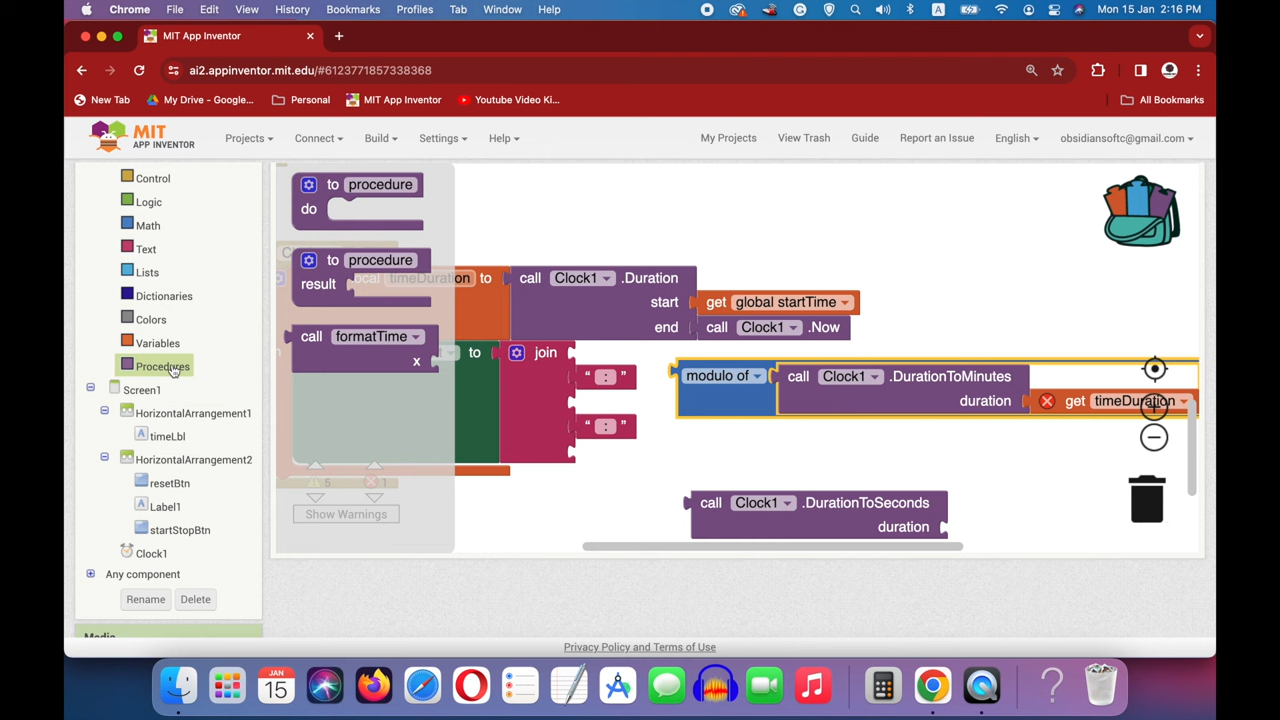 Chrome File Edit View History Bookmarks Profiles Tab Window Help A Mon 15 Jan 2:16 PM
MIT App Inventor
ai2.appinventor.mit.edu/#6123771857338368
New Tab My Drive - Google... Personal MIT App Inventor Youtube Video Ki... All Bookmarks
MIT APP INVENTOR Projects Connect Build Settings Help My Projects View Trash Guide Report an Issue English obsidiansoftc@gmail.com
Control
Logic
Math
Text
Lists
Dictionaries
Colors
Variables
Procedures
Screen1
HorizontalArrangement1
A timeLbl
HorizontalArrangement2
resetBtn
A Label1
startStopBtn
Clock1
Any component
Rename Delete
to procedure
do
to procedure
result
call formatTime
x
local timeDuration to call Clock1 .Duration
start get global startTime
end call Clock1 .Now
to join
" : "
" : "
modulo of call Clock1 .DurationToMinutes
duration get timeDuration
call Clock1 .DurationToSeconds
duration
5 1
Show Warnings
Privacy Policy and Terms of Use
JAN
15